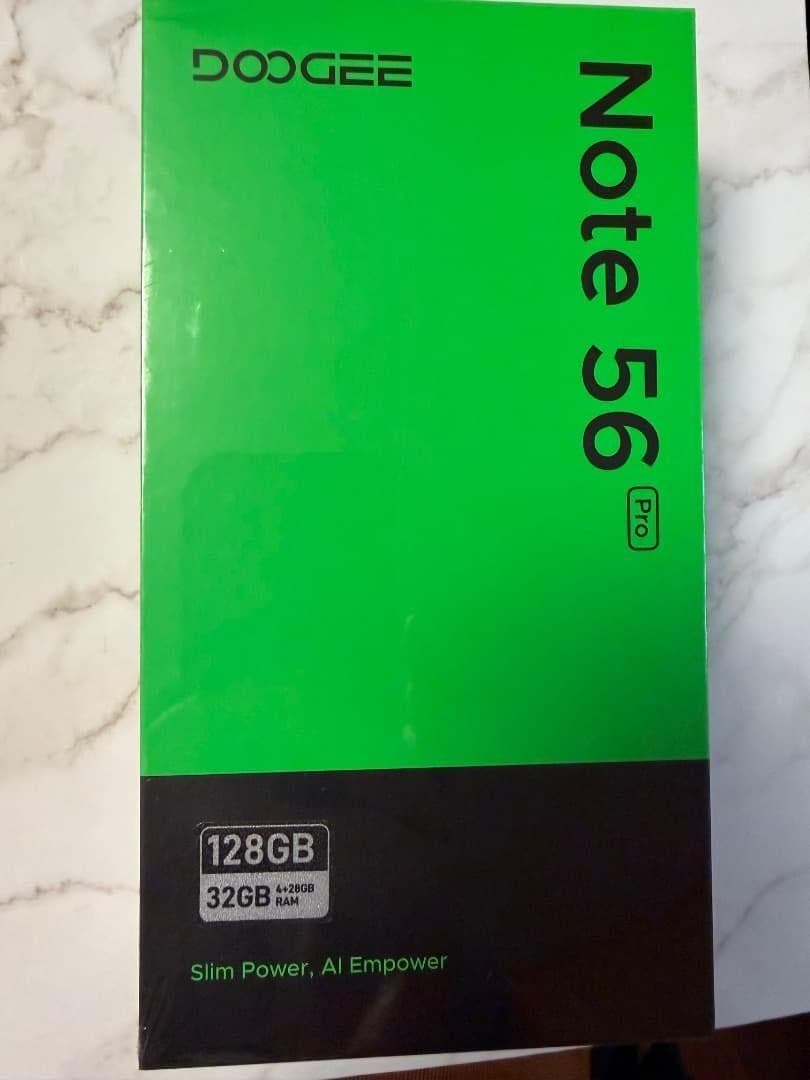 DOOGEE
Note 56 Pro
128GB
32GB 4+28GB RAM
Slim Power, AI Empower